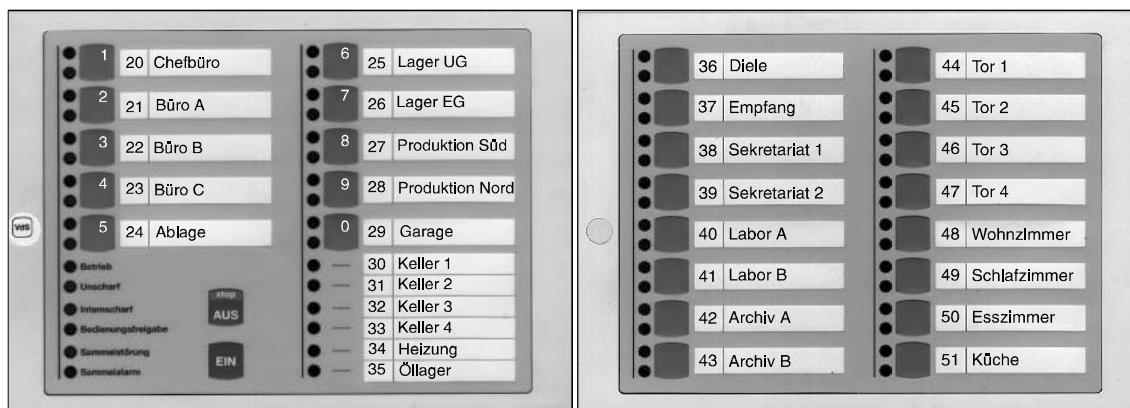 1 20 Chefbüro
2 21 Büro A
3 22 Büro B
4 23 Büro C
5 24 Ablage
Betrieb
Unscharf
Internscharf
Bedienungsfreigabe
Sammelstörung
Sammelalarm
stop
AUS
EIN
VdS
6 25 Lager UG
7 26 Lager EG
8 27 Produktion Süd
9 28 Produktion Nord
0 29 Garage
30 Keller 1
31 Keller 2
32 Keller 3
33 Keller 4
34 Heizung
35 Öllager
36 Diele
37 Empfang
38 Sekretariat 1
39 Sekretariat 2
40 Labor A
41 Labor B
42 Archiv A
43 Archiv B
44 Tor 1
45 Tor 2
46 Tor 3
47 Tor 4
48 Wohnzimmer
49 Schlafzimmer
50 Esszimmer
51 Küche